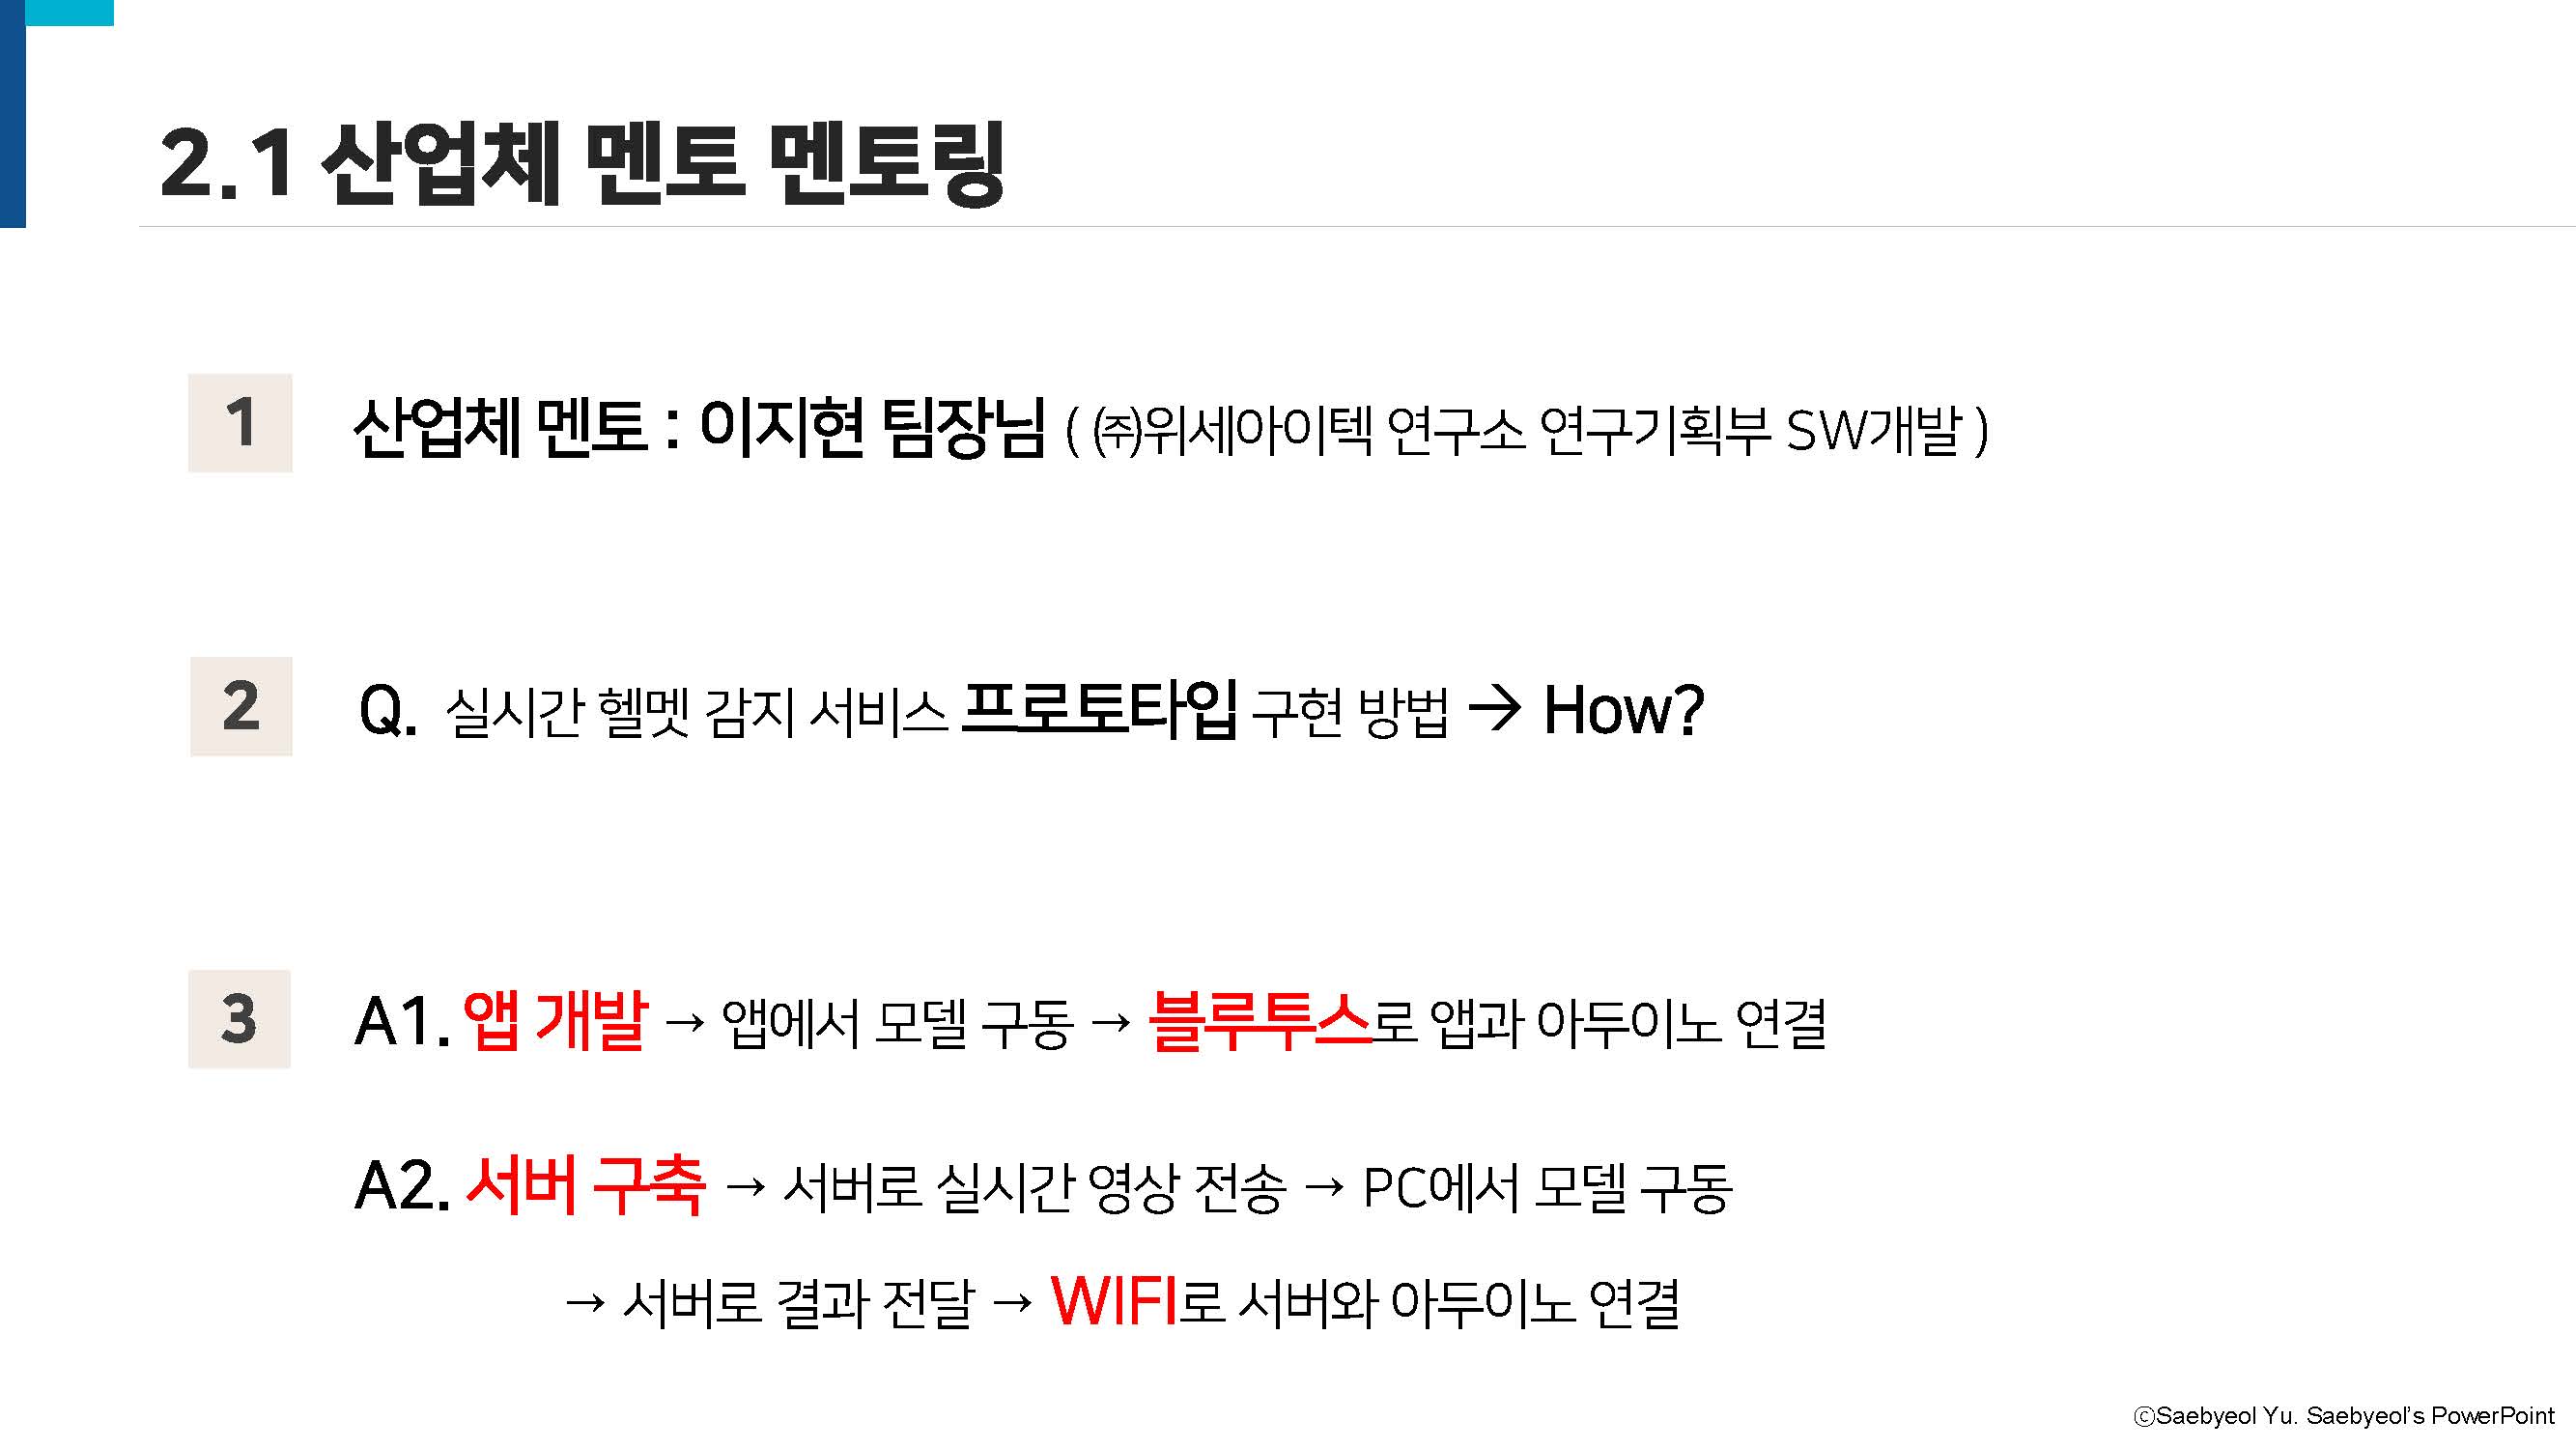 2.1 산업체 멘토 멘토링
1 산업체 멘토 : 이지현 팀장님 ( ㈜위세아이텍 연구소 연구기획부 SW개발 )
2 Q. 실시간 헬멧 감지 서비스 프로토타입 구현 방법 → How?
3 A1. 앱 개발 → 앱에서 모델 구동 → 블루투스로 앱과 아두이노 연결
A2. 서버 구축 → 서버로 실시간 영상 전송 → PC에서 모델 구동
→ 서버로 결과 전달 → WIFI로 서버와 아두이노 연결
ⓒSaebyeol Yu. Saebyeol's PowerPoint